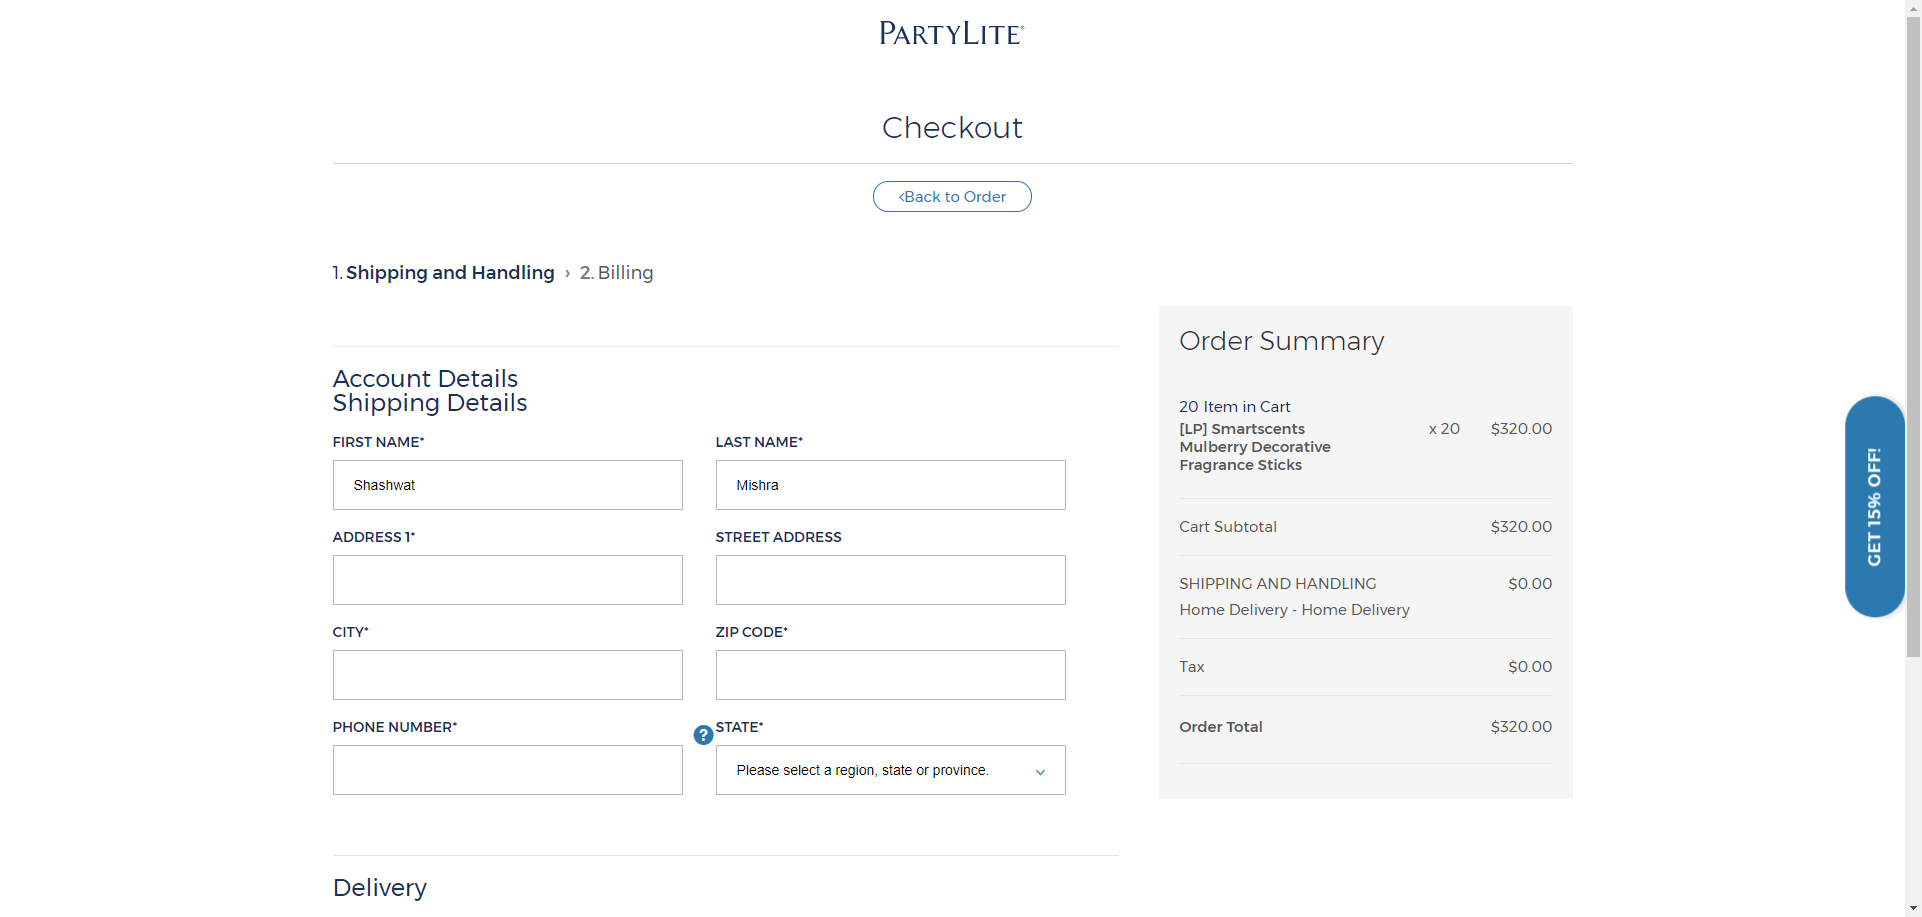 PARTYLITE®
Checkout
‹Back to Order
1. Shipping and Handling › 2. Billing
Account Details
Shipping Details
FIRST NAME*
LAST NAME*
Shashwat
Mishra
ADDRESS 1*
STREET ADDRESS
CITY*
ZIP CODE*
PHONE NUMBER*
?
STATE*
Please select a region, state or province.
Delivery
Order Summary
20 Item in Cart
[LP] Smartscents x 20 $320.00
Mulberry Decorative
Fragrance Sticks
Cart Subtotal $320.00
SHIPPING AND HANDLING $0.00
Home Delivery - Home Delivery
Tax $0.00
Order Total $320.00
GET 15% OFF!